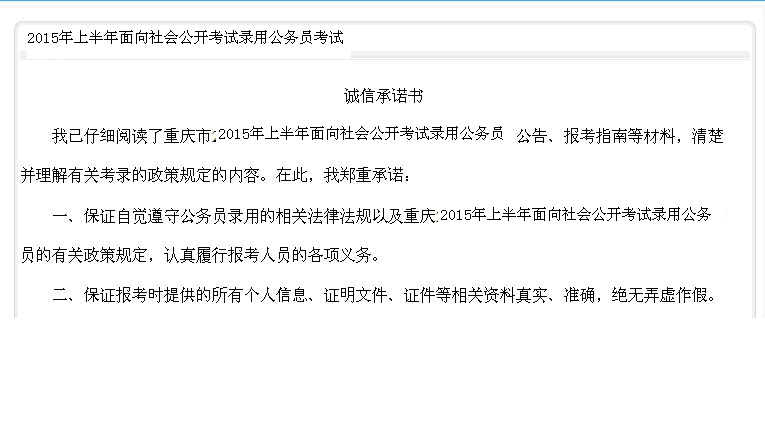 2015年上半年面向社会公开考试录用公务员考试
诚信承诺书
我已仔细阅读了重庆市2015年上半年面向社会公开考试录用公务员 公告、报考指南等材料，清楚
并理解有关考录的政策规定的内容。在此，我郑重承诺：
一、保证自觉遵守公务员录用的相关法律法规以及重庆2015年上半年面向社会公开考试录用公务
员的有关政策规定，认真履行报考人员的各项义务。
二、保证报考时提供的所有个人信息、证明文件、证件等相关资料真实、准确，绝无弄虚作假。